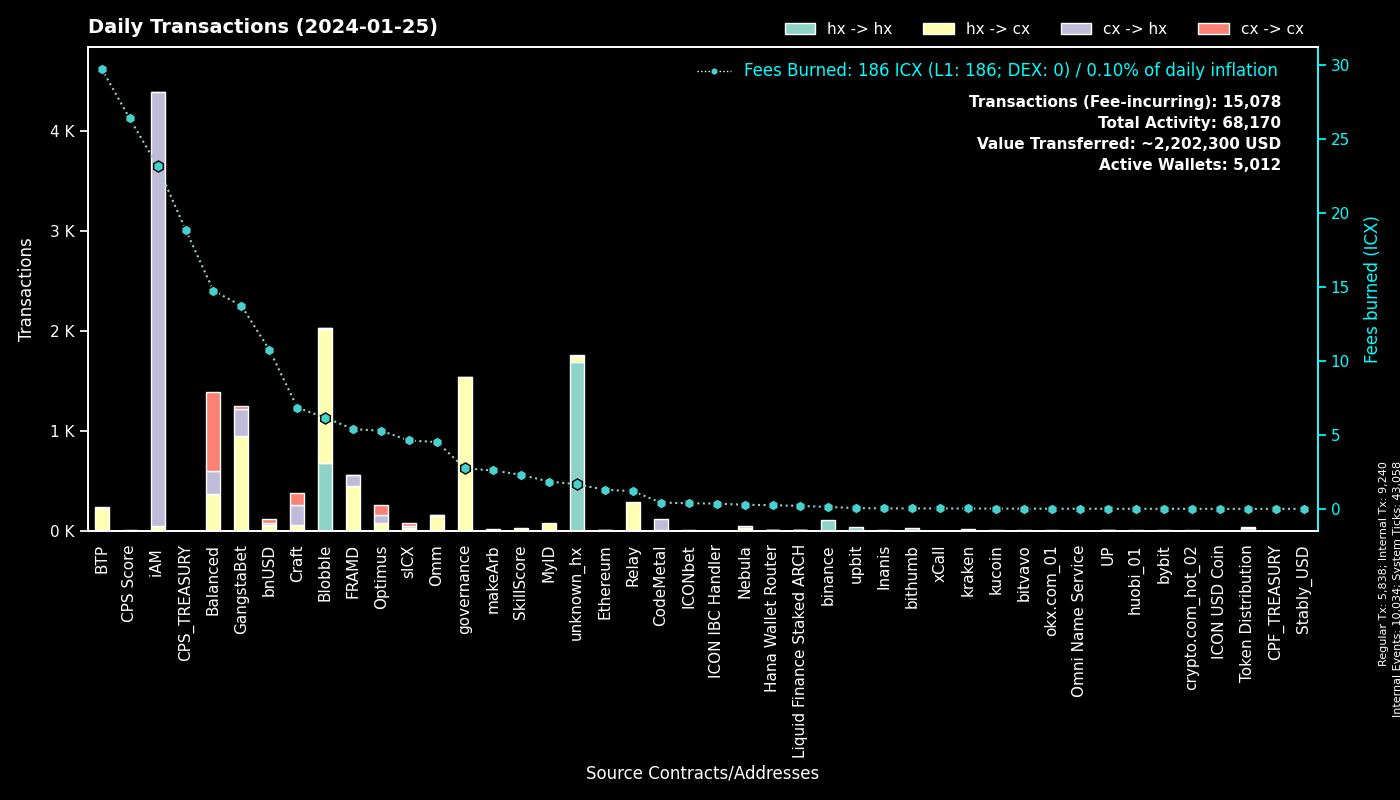 Daily Transactions (2024-01-25)
hx -> hx
hx -> cx
cx -> hx
cx -> cx
Fees Burned: 186 ICX (L1: 186; DEX: 0) / 0.10% of daily inflation
Transactions (Fee-incurring): 15,078
Total Activity: 68,170
Value Transferred: ~2,202,300 USD
Active Wallets: 5,012
Transactions
4 K
3 K
2 K
1 K
0 K
30
25
20
15
10
5
0
Fees burned (ICX)
BTP
CPS Score
iAM
CPS_TREASURY
Balanced
GangstaBet
bnUSD
Craft
Blobble
FRAMD
Optimus
sICX
Omm
governance
makeArb
SkillScore
MyID
unknown_hx
Ethereum
Relay
CodeMetal
ICONbet
ICON IBC Handler
Nebula
Hana Wallet Router
Liquid Finance Staked ARCH
binance
upbit
Inanis
bithumb
xCall
kraken
kucoin
bitvavo
okx.com_01
Omni Name Service
UP
huobi_01
bybit
crypto.com_hot_02
ICON USD Coin
Token Distribution
CPF_TREASURY
Stably_USD
Source Contracts/Addresses
Regular Tx: 5,838; Internal Tx: 9,240
Internal Events: 10,034; System Ticks: 43,058